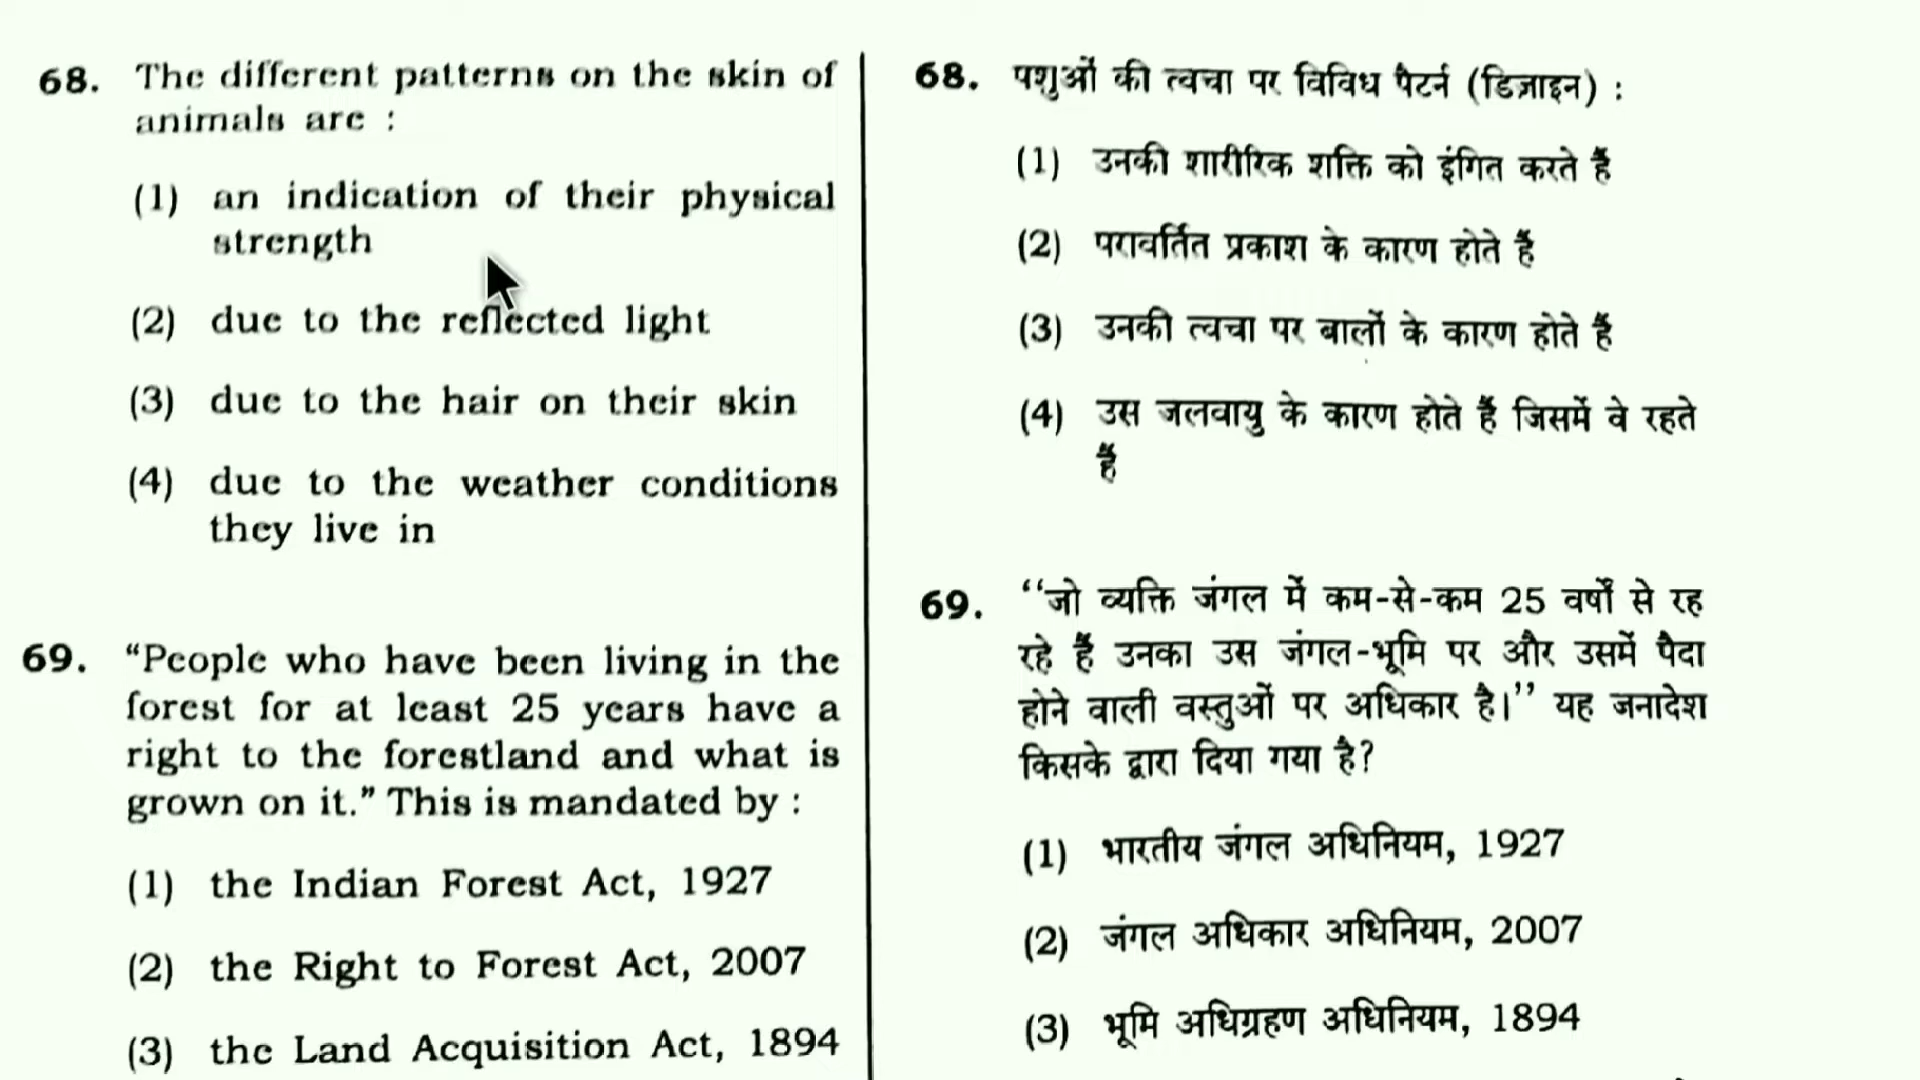 68. The different patterns on the skin of
animals are :
(1) an indication of their physical
strength
(2) due to the reflected light
(3) due to the hair on their skin
(4) due to the weather conditions
they live in
69. “People who have been living in the
forest for at least 25 years have a
right to the forestland and what is
grown on it.” This is mandated by :
(1) the Indian Forest Act, 1927
(2) the Right to Forest Act, 2007
(3) the Land Acquisition Act, 1894
68. पशुओं की त्वचा पर विविध पैटर्न (डिज़ाइन) :
(1) उनकी शारीरिक शक्ति को इंगित करते हैं
(2) परावर्तित प्रकाश के कारण होते हैं
(3) उनकी त्वचा पर बालों के कारण होते हैं
(4) उस जलवायु के कारण होते हैं जिसमें वे रहते
हैं
69. ‘‘जो व्यक्ति जंगल में कम-से-कम 25 वर्षों से रह
रहे हैं उनका उस जंगल-भूमि पर और उसमें पैदा
होने वाली वस्तुओं पर अधिकार है।’’ यह जनादेश
किसके द्वारा दिया गया है?
(1) भारतीय जंगल अधिनियम, 1927
(2) जंगल अधिकार अधिनियम, 2007
(3) भूमि अधिग्रहण अधिनियम, 1894